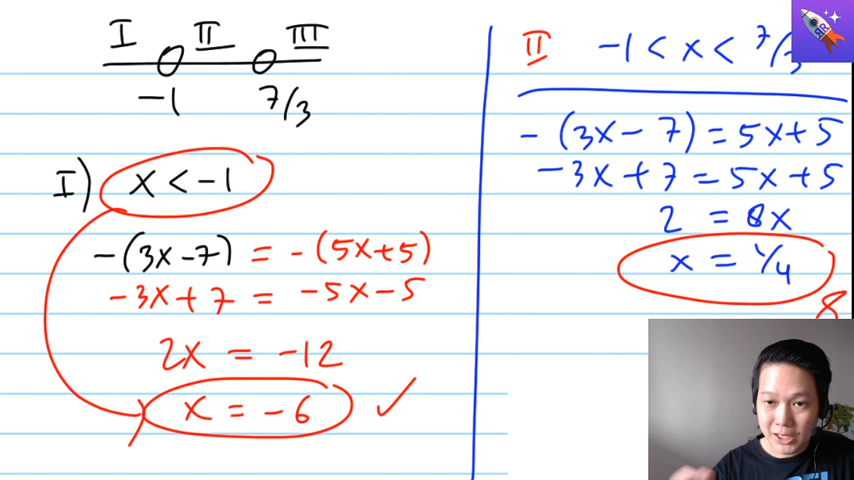 I II III
-1 7/3
I) x < -1
-(3x-7) = -(5x+5)
-3x+7 = -5x-5
2x = -12
x = -6 ✓
II -1 < x < 7/3
-(3x-7) = 5x+5
-3x+7 = 5x+5
2 = 8x
x = 1/4
8